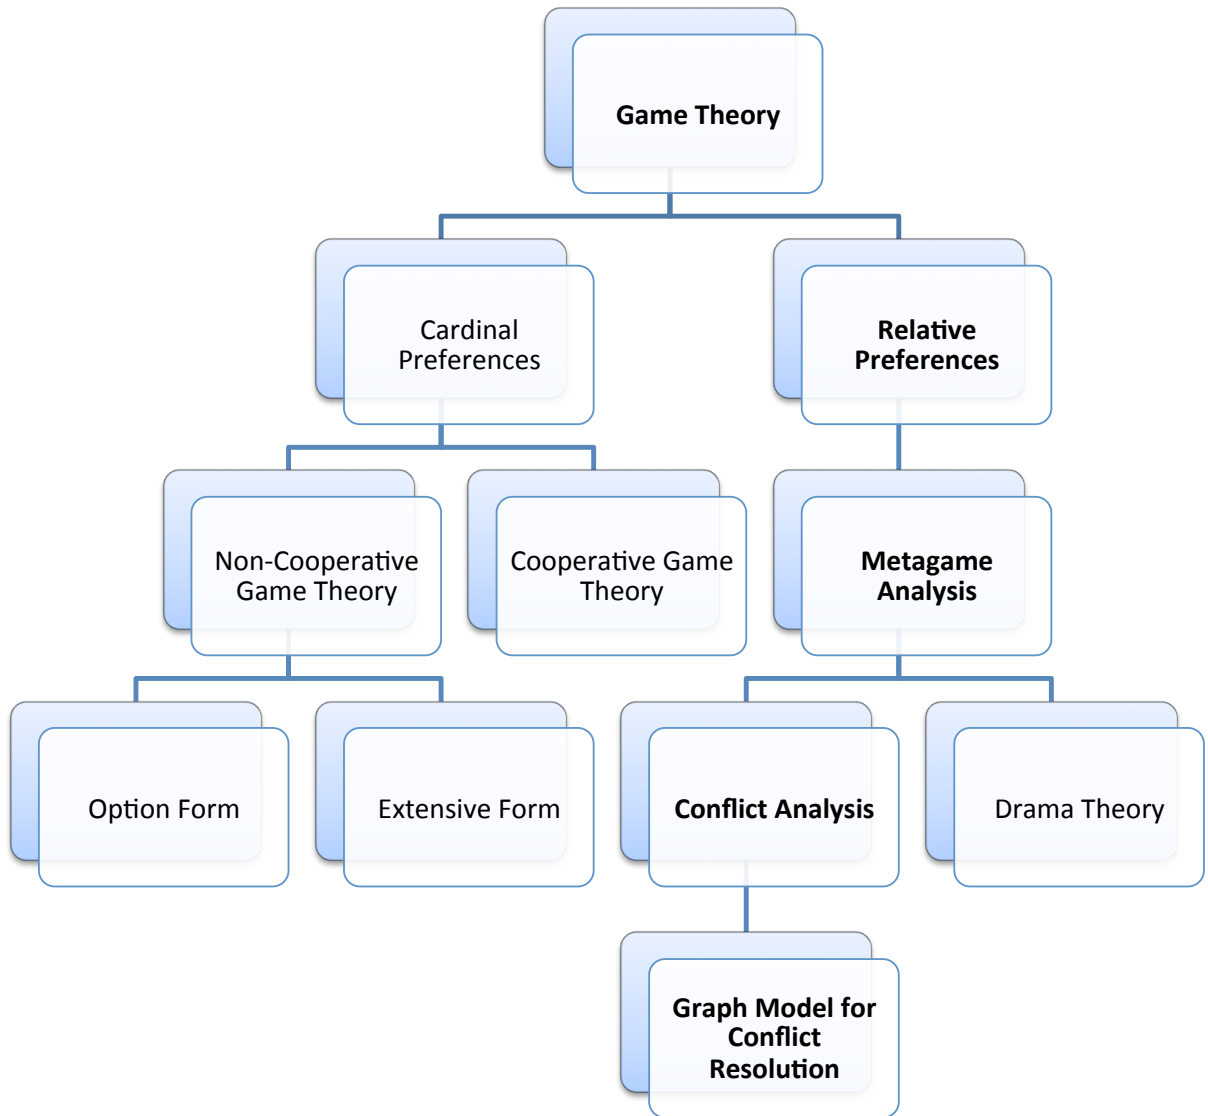 Game Theory
Cardinal
Preferences
Relative
Preferences
Non-Cooperative
Game Theory
Cooperative Game
Theory
Metagame
Analysis
Option Form
Extensive Form
Conflict Analysis
Drama Theory
Graph Model for
Conflict
Resolution